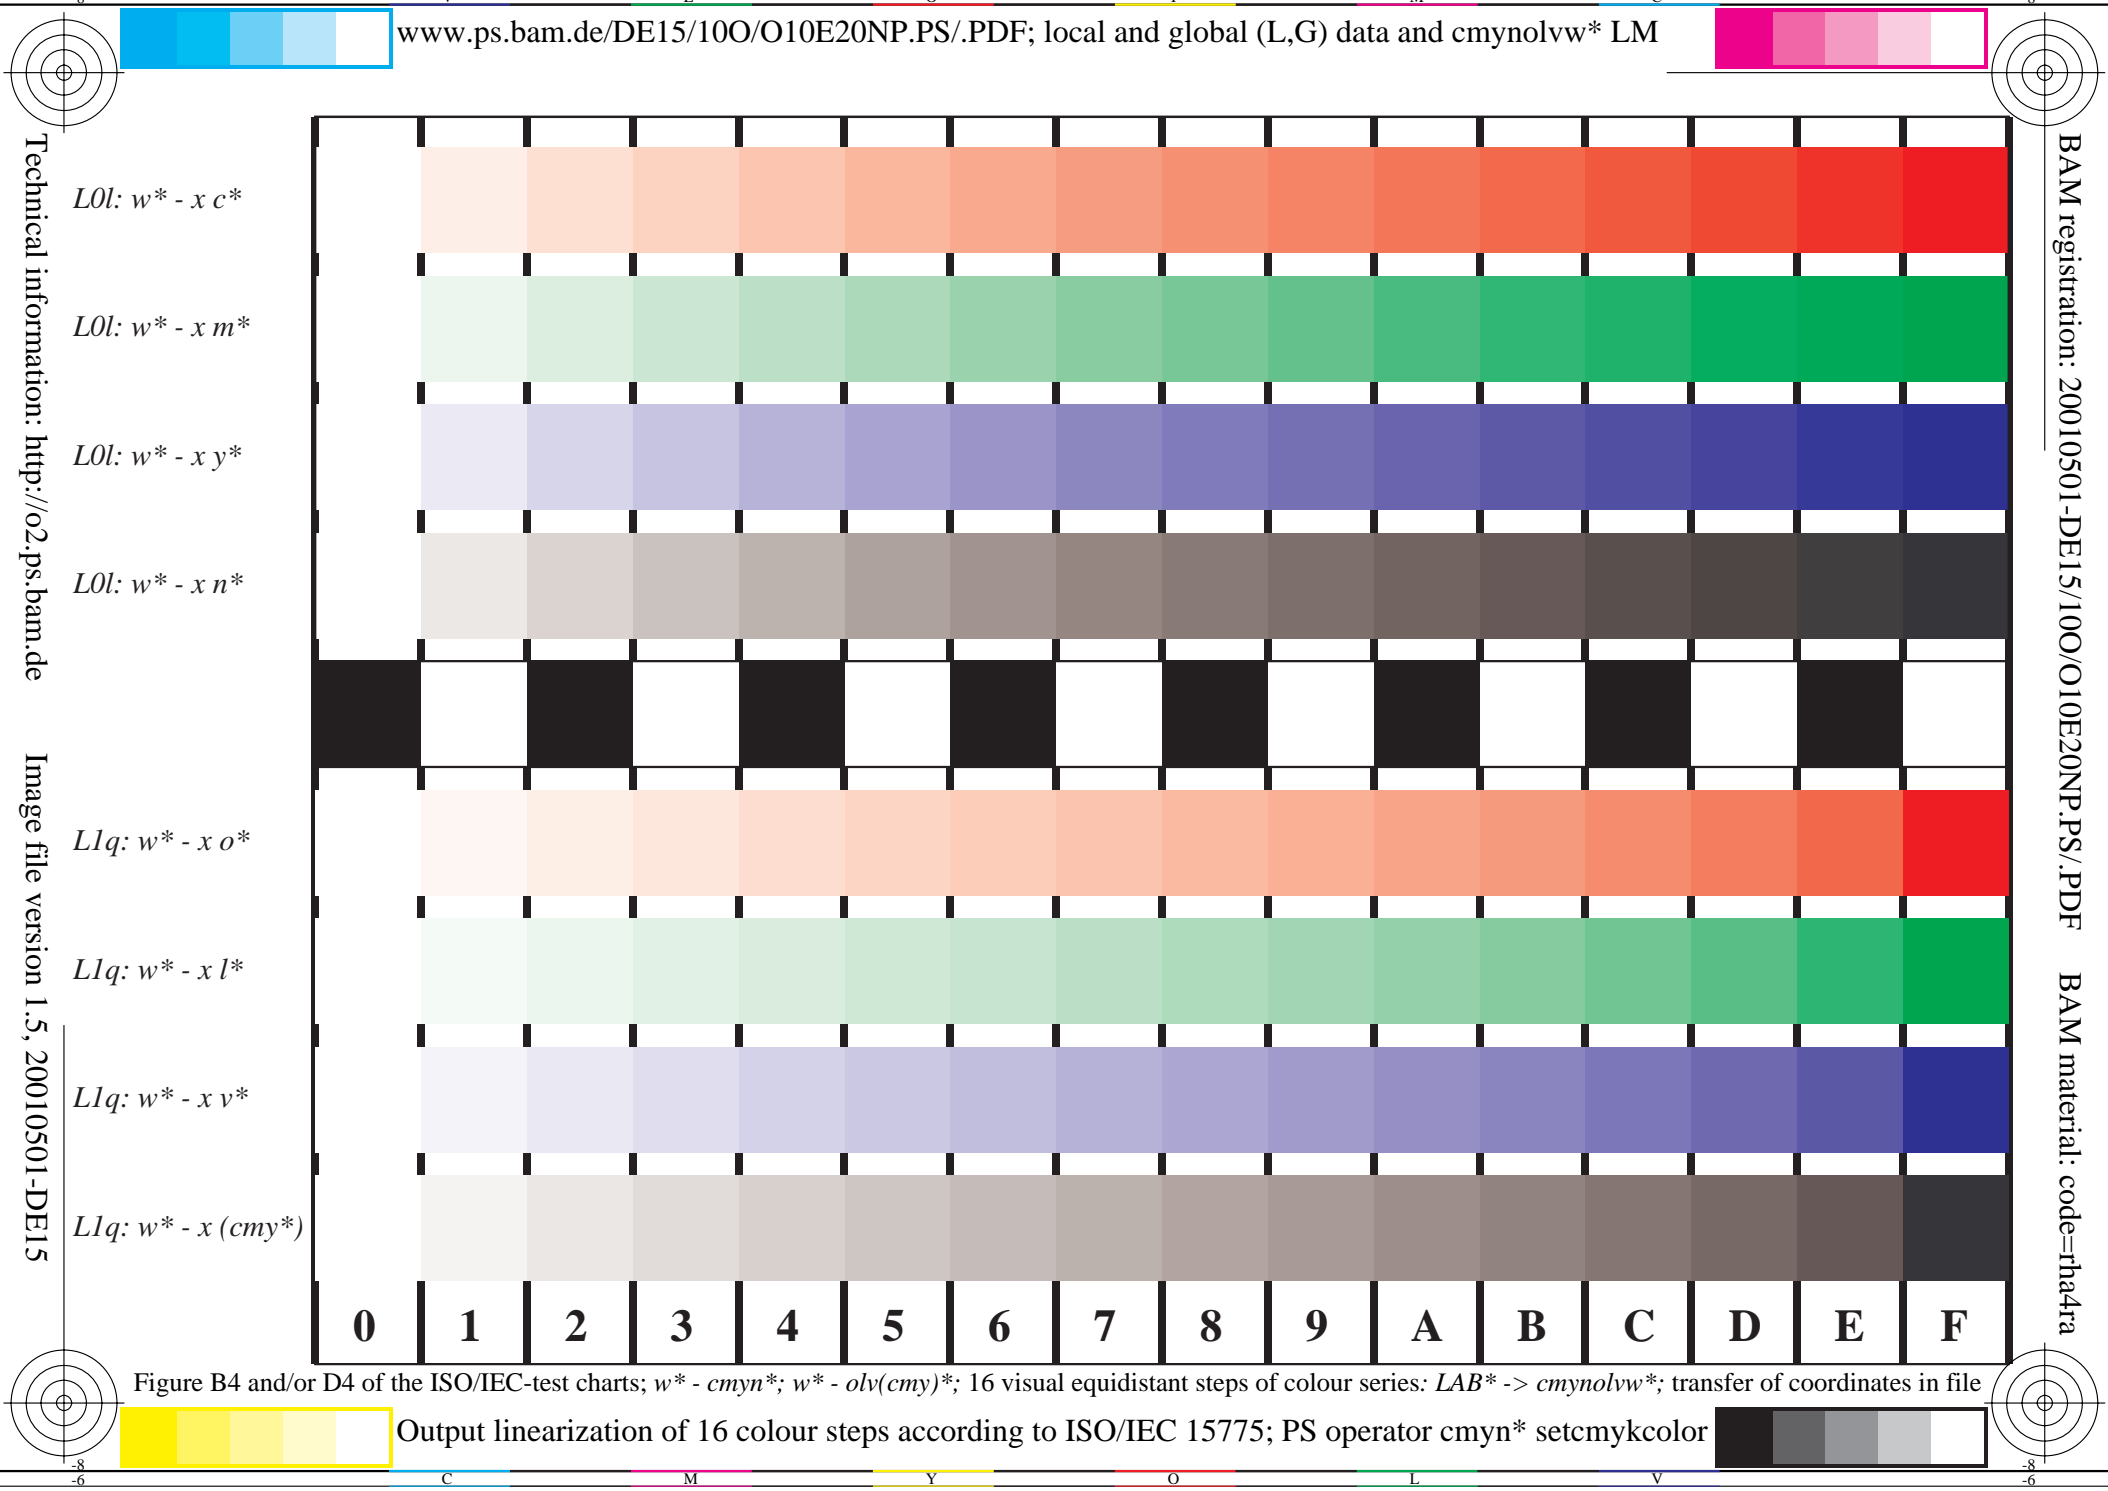 www.ps.bam.de/DE15/10O/O10E20NP.PS/.PDF; local and global (L,G) data and cmynolvw* LM
Technical information: http://o2.ps.bam.de
Image file version 1.5, 20010501-DE15
BAM registration: 20010501-DE15/10O/O10E20NP.PS/.PDF
BAM material: code=rha4ra
L0l: w* - x c*
L0l: w* - x m*
L0l: w* - x y*
L0l: w* - x n*
L1q: w* - x o*
L1q: w* - x l*
L1q: w* - x v*
L1q: w* - x (cmy*)
0 1 2 3 4 5 6 7 8 9 A B C D E F
Figure B4 and/or D4 of the ISO/IEC-test charts; w* - cmyn*; w* - olv(cmy)*; 16 visual equidistant steps of colour series: LAB* -> cmynolvw*; transfer of coordinates in file
Output linearization of 16 colour steps according to ISO/IEC 15775; PS operator cmyn* setcmykcolor
-8 -8
-6 C M Y O L V -6